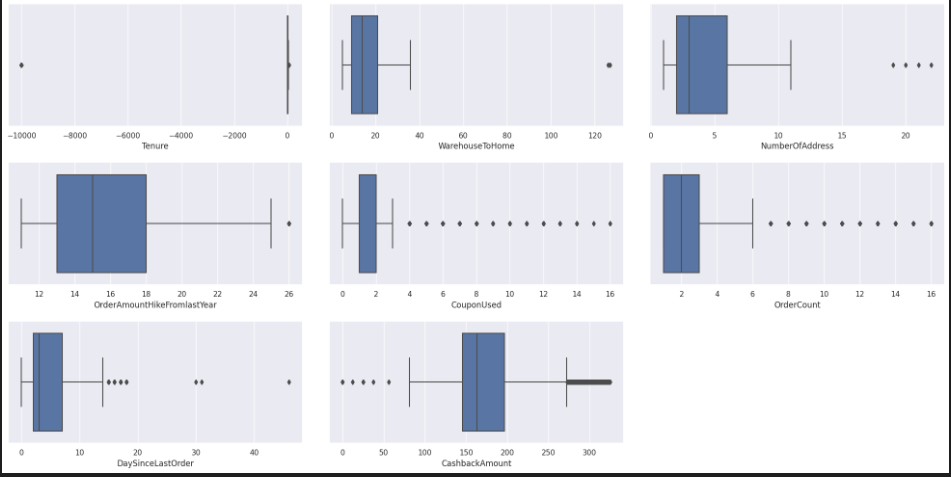 −10000 −8000 −6000 −4000 −2000 0
Tenure
0 20 40 60 80 100 120
WarehouseToHome
0 5 10 15 20
NumberOfAddress
12 14 16 18 20 22 24 26
OrderAmountHikeFromlastYear
0 2 4 6 8 10 12 14 16
CouponUsed
2 4 6 8 10 12 14 16
OrderCount
0 10 20 30 40
DaySinceLastOrder
0 50 100 150 200 250 300
CashbackAmount